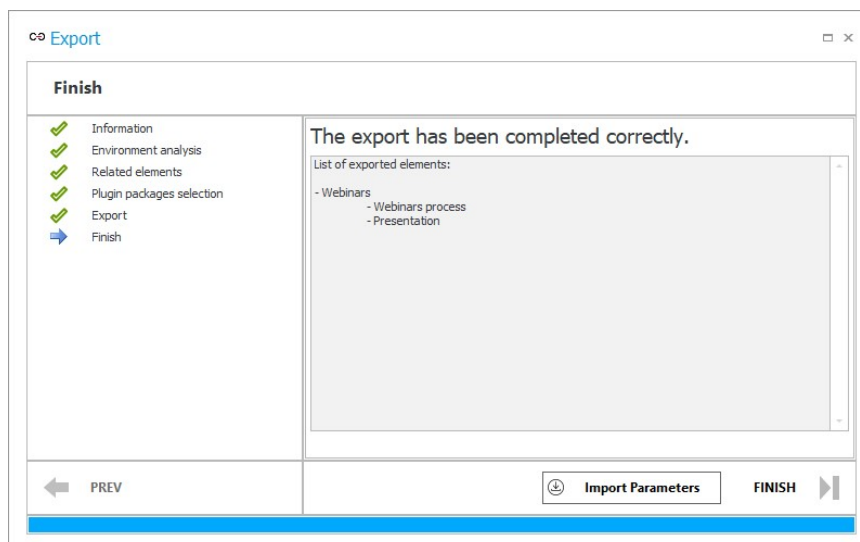 Export
Finish
Information
Environment analysis
Related elements
Plugin packages selection
Export
Finish
The export has been completed correctly.
List of exported elements:
- Webinars
- Webinars process
- Presentation
PREV
Import Parameters
FINISH